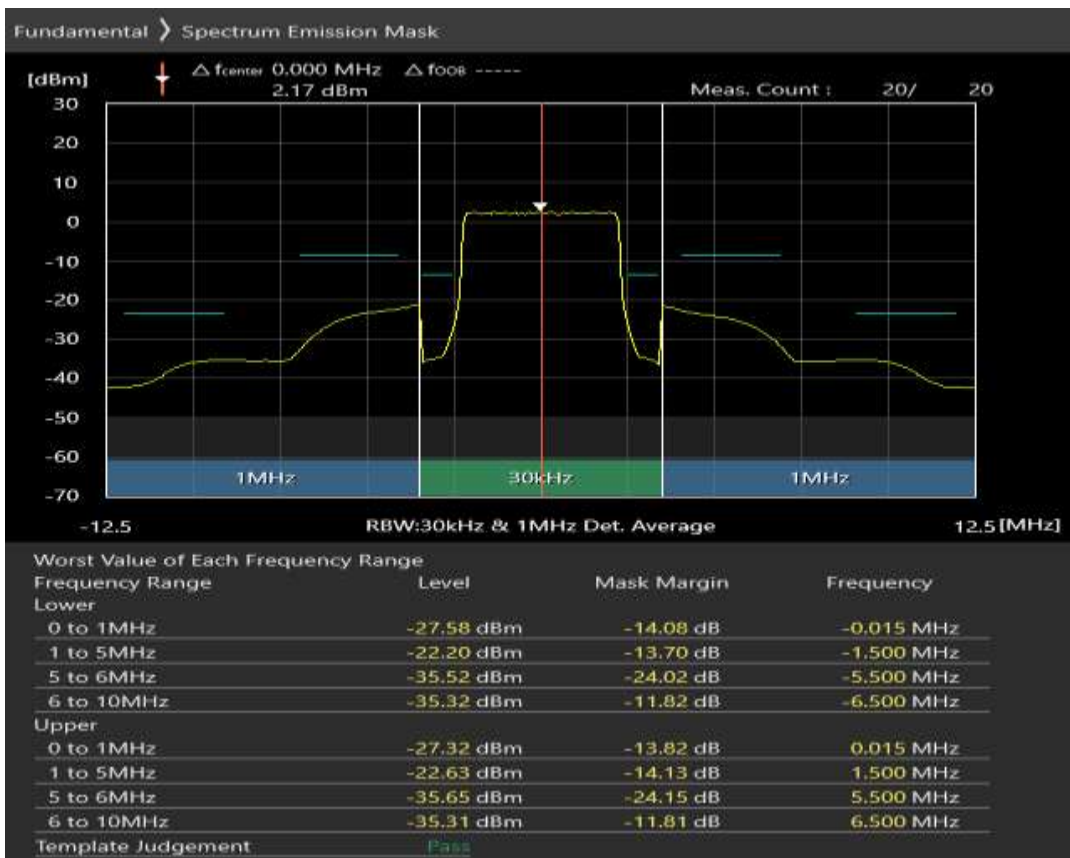 Fundamental ❯ Spectrum Emission Mask
[dBm] △ fcenter 0.000 MHz △ fOOB -----
2.17 dBm Meas. Count : 20/ 20
30
20
10
0
-10
-20
-30
-40
-50
-60
-70
1MHz 30kHz 1MHz
-12.5 RBW:30kHz & 1MHz Det. Average 12.5 [MHz]
Worst Value of Each Frequency Range
Frequency Range Level Mask Margin Frequency
Lower
0 to 1MHz -27.58 dBm -14.08 dB -0.015 MHz
1 to 5MHz -22.20 dBm -13.70 dB -1.500 MHz
5 to 6MHz -35.52 dBm -24.02 dB -5.500 MHz
6 to 10MHz -35.32 dBm -11.82 dB -6.500 MHz
Upper
0 to 1MHz -27.32 dBm -13.82 dB 0.015 MHz
1 to 5MHz -22.63 dBm -14.13 dB 1.500 MHz
5 to 6MHz -35.65 dBm -24.15 dB 5.500 MHz
6 to 10MHz -35.31 dBm -11.81 dB 6.500 MHz
Template Judgement Pass